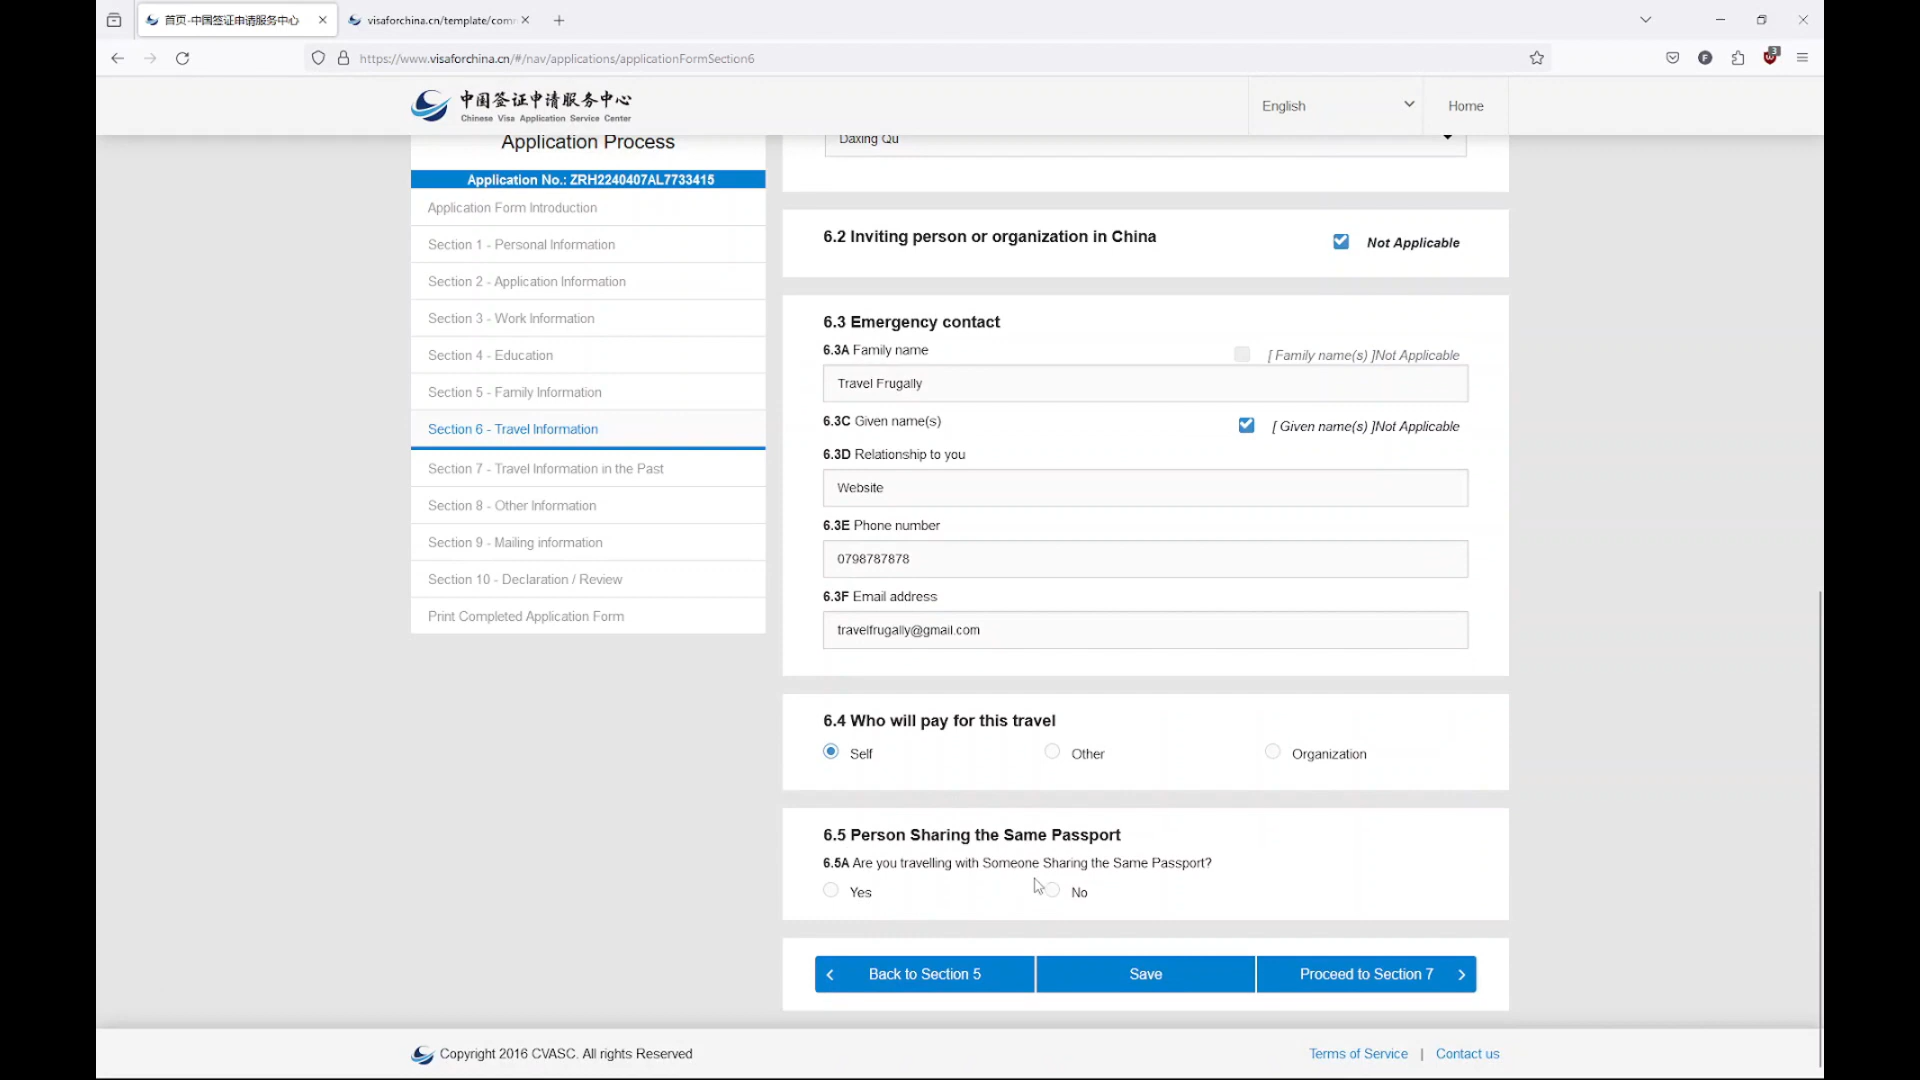 首页-中国签证申请服务中心
visaforchina.cn/template/comm
https://www.visaforchina.cn/#/nav/applications/applicationFormSection6
3
F
中国签证申请服务中心
Chinese Visa Application Service Center
English
Home
Application Process
Application No.: ZRH2240407AL7733415
Application Form Introduction
Section 1 - Personal Information
Section 2 - Application Information
Section 3 - Work Information
Section 4 - Education
Section 5 - Family Information
Section 6 - Travel Information
Section 7 - Travel Information in the Past
Section 8 - Other Information
Section 9 - Mailing information
Section 10 - Declaration / Review
Print Completed Application Form
Daxing Qu
6.2 Inviting person or organization in China
Not Applicable
6.3 Emergency contact
6.3A Family name
[ Family name(s) ]Not Applicable
Travel Frugally
6.3C Given name(s)
[ Given name(s) ]Not Applicable
6.3D Relationship to you
Website
6.3E Phone number
0798787878
6.3F Email address
travelfrugally@gmail.com
6.4 Who will pay for this travel
Self
Other
Organization
6.5 Person Sharing the Same Passport
6.5A Are you travelling with Someone Sharing the Same Passport?
Yes
No
Back to Section 5
Save
Proceed to Section 7
Copyright 2016 CVASC. All rights Reserved
Terms of Service | Contact us